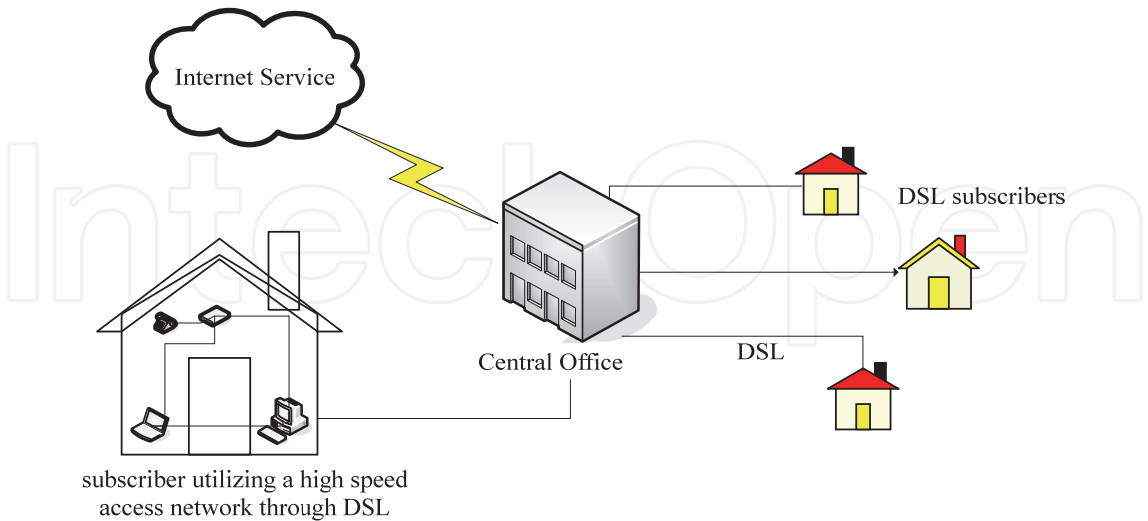 Internet Service
IntechOpen
DSL subscribers
DSL
Central Office
subscriber utilizing a high speed
access network through DSL